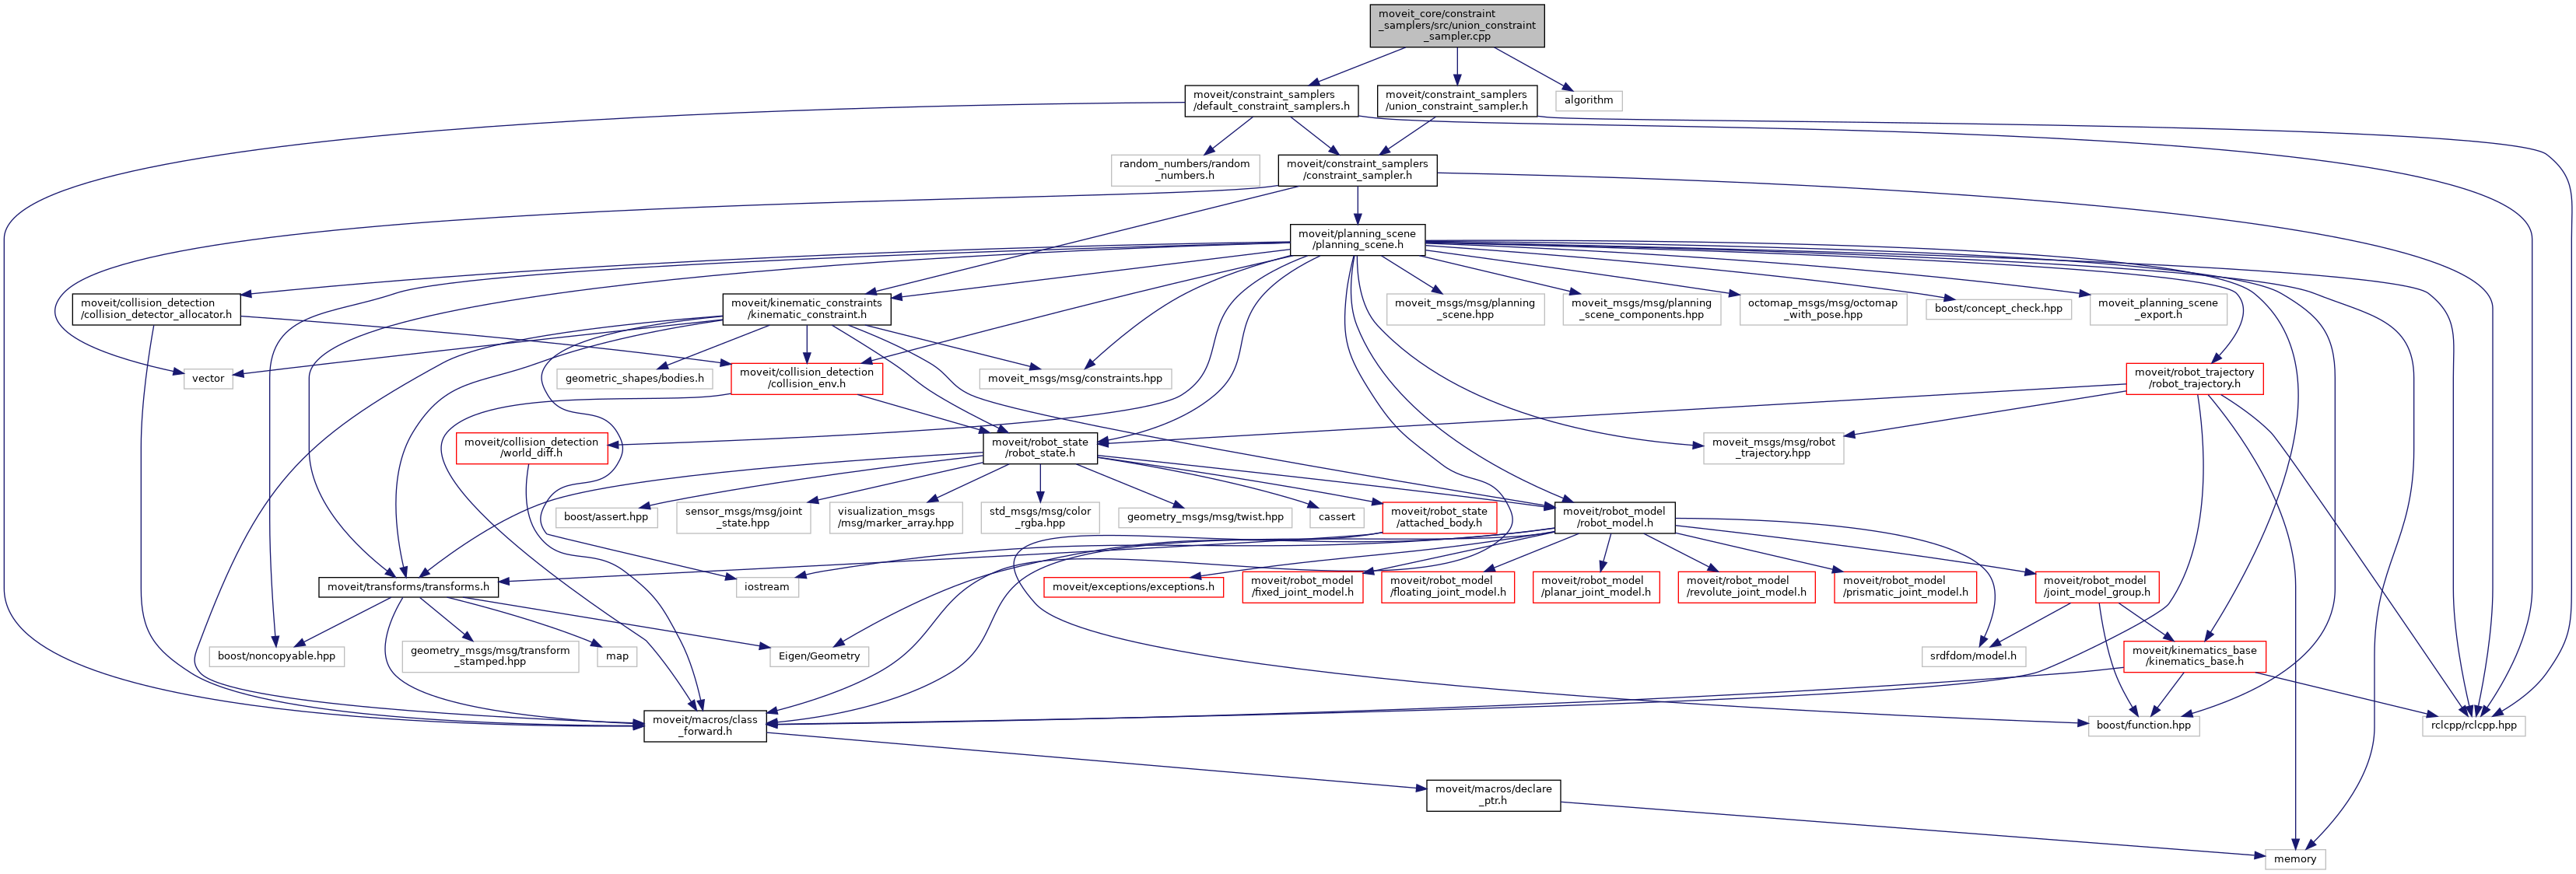 moveit_core/constraint
_samplers/src/union_constraint
_sampler.cpp
moveit/constraint_samplers
/default_constraint_samplers.h
moveit/constraint_samplers
/union_constraint_sampler.h
algorithm
random_numbers/random
_numbers.h
moveit/constraint_samplers
/constraint_sampler.h
moveit/planning_scene
/planning_scene.h
moveit/collision_detection
/collision_detector_allocator.h
moveit/kinematic_constraints
/kinematic_constraint.h
moveit_msgs/msg/planning
_scene.hpp
moveit_msgs/msg/planning
_scene_components.hpp
octomap_msgs/msg/octomap
_with_pose.hpp
boost/concept_check.hpp
moveit_planning_scene
_export.h
vector
geometric_shapes/bodies.h
moveit/collision_detection
/collision_env.h
moveit_msgs/msg/constraints.hpp
moveit/robot_trajectory
/robot_trajectory.h
moveit/collision_detection
/world_diff.h
moveit/robot_state
/robot_state.h
moveit_msgs/msg/robot
_trajectory.hpp
boost/assert.hpp
sensor_msgs/msg/joint
_state.hpp
visualization_msgs
/msg/marker_array.hpp
std_msgs/msg/color
_rgba.hpp
geometry_msgs/msg/twist.hpp
cassert
moveit/robot_state
/attached_body.h
moveit/robot_model
/robot_model.h
moveit/transforms/transforms.h
iostream
moveit/exceptions/exceptions.h
moveit/robot_model
/fixed_joint_model.h
moveit/robot_model
/floating_joint_model.h
moveit/robot_model
/planar_joint_model.h
moveit/robot_model
/revolute_joint_model.h
moveit/robot_model
/prismatic_joint_model.h
moveit/robot_model
/joint_model_group.h
boost/noncopyable.hpp
geometry_msgs/msg/transform
_stamped.hpp
map
Eigen/Geometry
srdfdom/model.h
moveit/kinematics_base
/kinematics_base.h
moveit/macros/class
_forward.h
boost/function.hpp
rclcpp/rclcpp.hpp
moveit/macros/declare
_ptr.h
memory